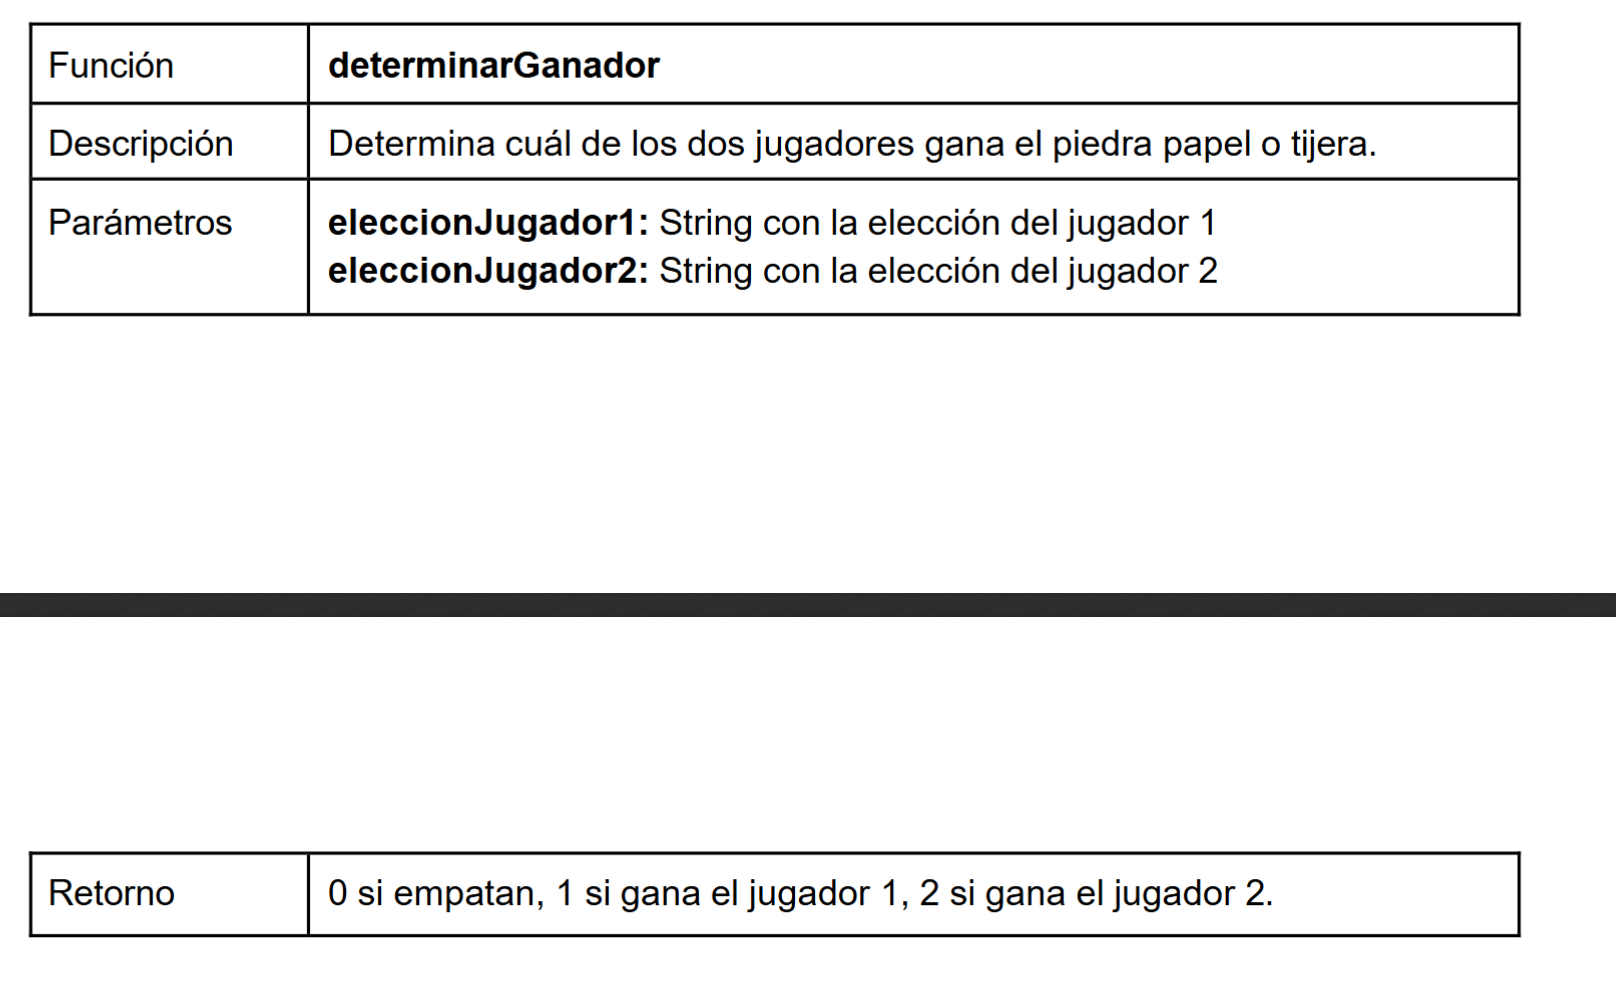 Función
determinarGanador
Descripción
Determina cuál de los dos jugadores gana el piedra papel o tijera.
Parámetros
eleccionJugador1: String con la elección del jugador 1
eleccionJugador2: String con la elección del jugador 2
Retorno
0 si empatan, 1 si gana el jugador 1, 2 si gana el jugador 2.